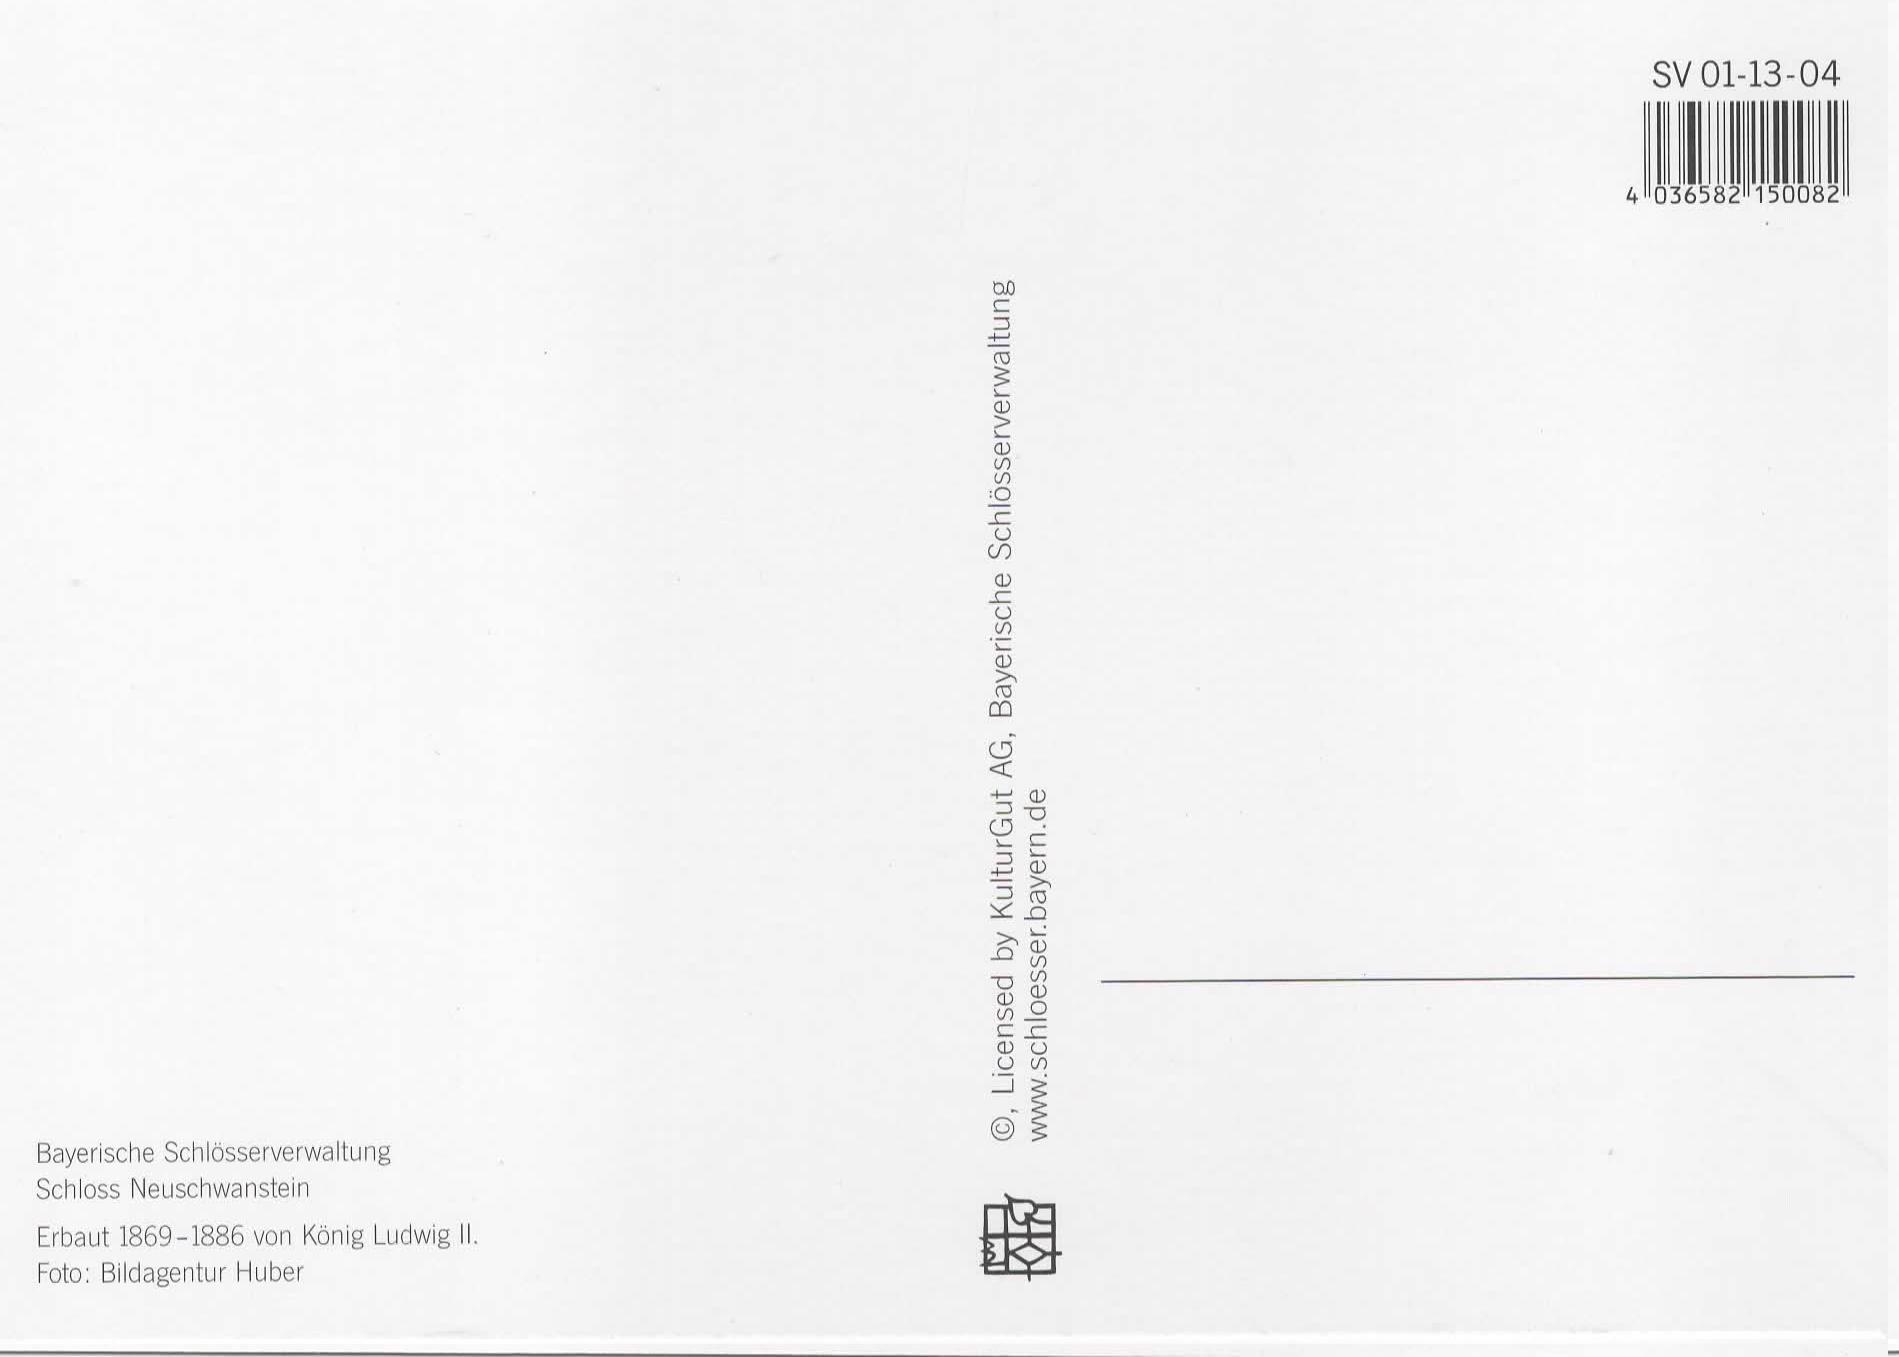 SV 01-13-04
4 036582 150082
©, Licensed by KulturGut AG, Bayerische Schlösserverwaltung
www.schloesser.bayern.de
Bayerische Schlösserverwaltung
Schloss Neuschwanstein
Erbaut 1869–1886 von König Ludwig II.
Foto: Bildagentur Huber